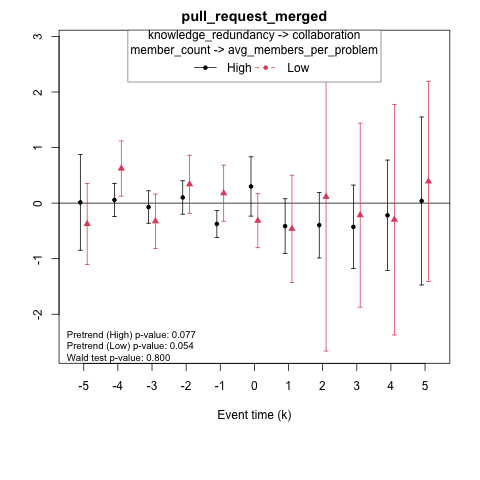 pull_request_merged
knowledge_redundancy -> collaboration
member_count -> avg_members_per_problem
High Low
3
2
1
0
-1
-2
Pretrend (High) p-value: 0.077
Pretrend (Low) p-value: 0.054
Wald test p-value: 0.800
-5 -4 -3 -2 -1 0 1 2 3 4 5
Event time (k)